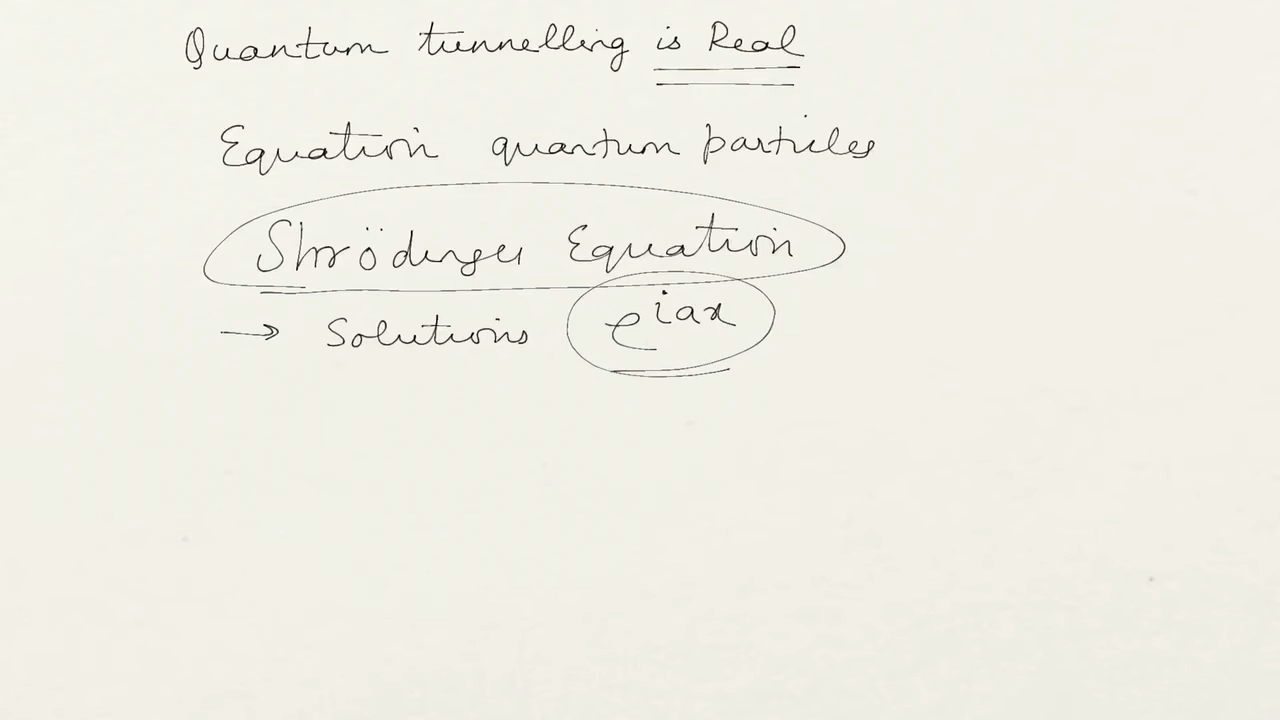 Quantum tunnelling is Real
Equation quantum particles
Shrödinger Equation
→ Solutions e^{iax}